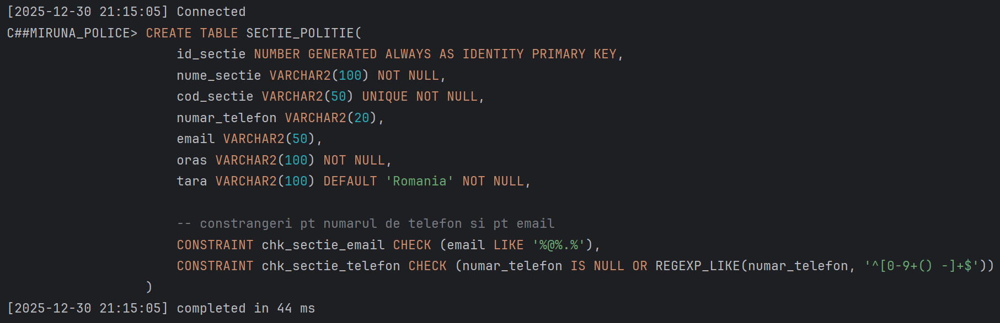 [2025-12-30 21:15:05] Connected
C##MIRUNA_POLICE> CREATE TABLE SECTIE_POLITIE(
id_sectie NUMBER GENERATED ALWAYS AS IDENTITY PRIMARY KEY,
nume_sectie VARCHAR2(100) NOT NULL,
cod_sectie VARCHAR2(50) UNIQUE NOT NULL,
numar_telefon VARCHAR2(20),
email VARCHAR2(50),
oras VARCHAR2(100) NOT NULL,
tara VARCHAR2(100) DEFAULT 'Romania' NOT NULL,
-- constrangeri pt numarul de telefon si pt email
CONSTRAINT chk_sectie_email CHECK (email LIKE '%@%.%'),
CONSTRAINT chk_sectie_telefon CHECK (numar_telefon IS NULL OR REGEXP_LIKE(numar_telefon, '^[0-9+() -]+$'))
)
[2025-12-30 21:15:05] completed in 44 ms